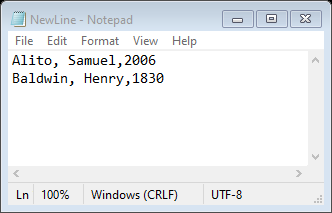 NewLine - Notepad
File Edit Format View Help
Alito, Samuel,2006
Baldwin, Henry,1830
Ln 100% Windows (CRLF) UTF-8